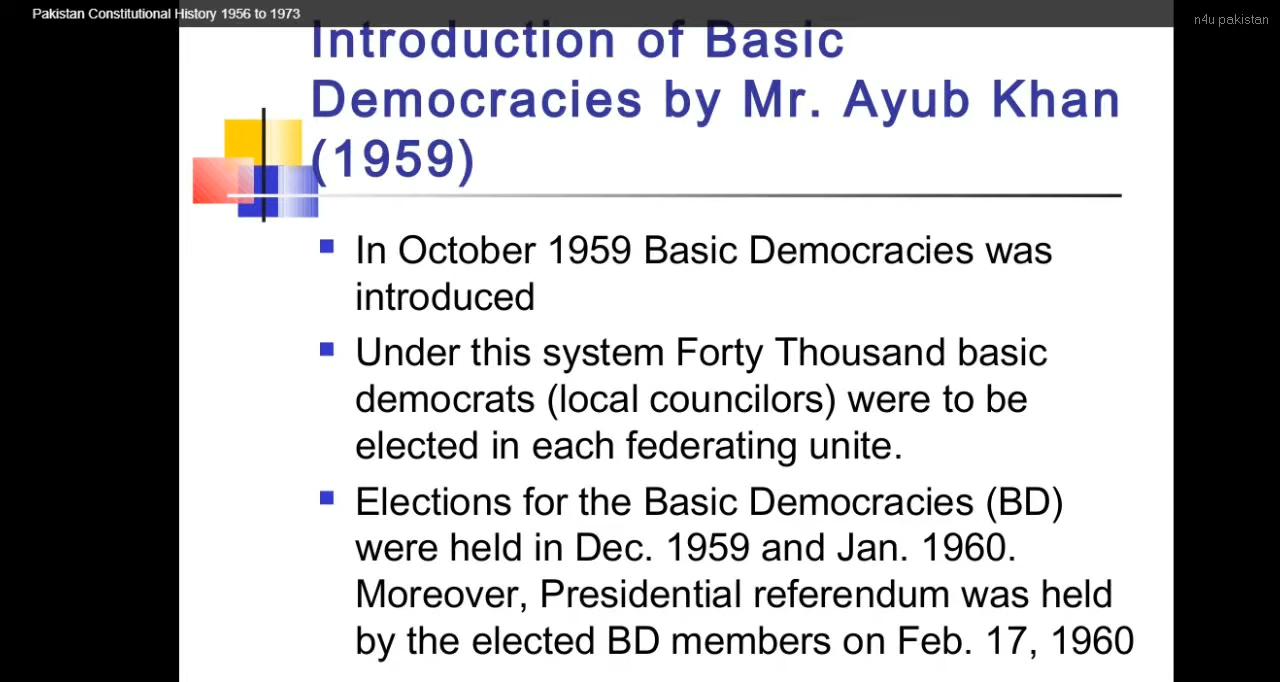 Pakistan Constitutional History 1956 to 1973
n4u pakistan
Introduction of Basic
Democracies by Mr. Ayub Khan
(1959)
In October 1959 Basic Democracies was
introduced
Under this system Forty Thousand basic
democrats (local councilors) were to be
elected in each federating unite.
Elections for the Basic Democracies (BD)
were held in Dec. 1959 and Jan. 1960.
Moreover, Presidential referendum was held
by the elected BD members on Feb. 17, 1960